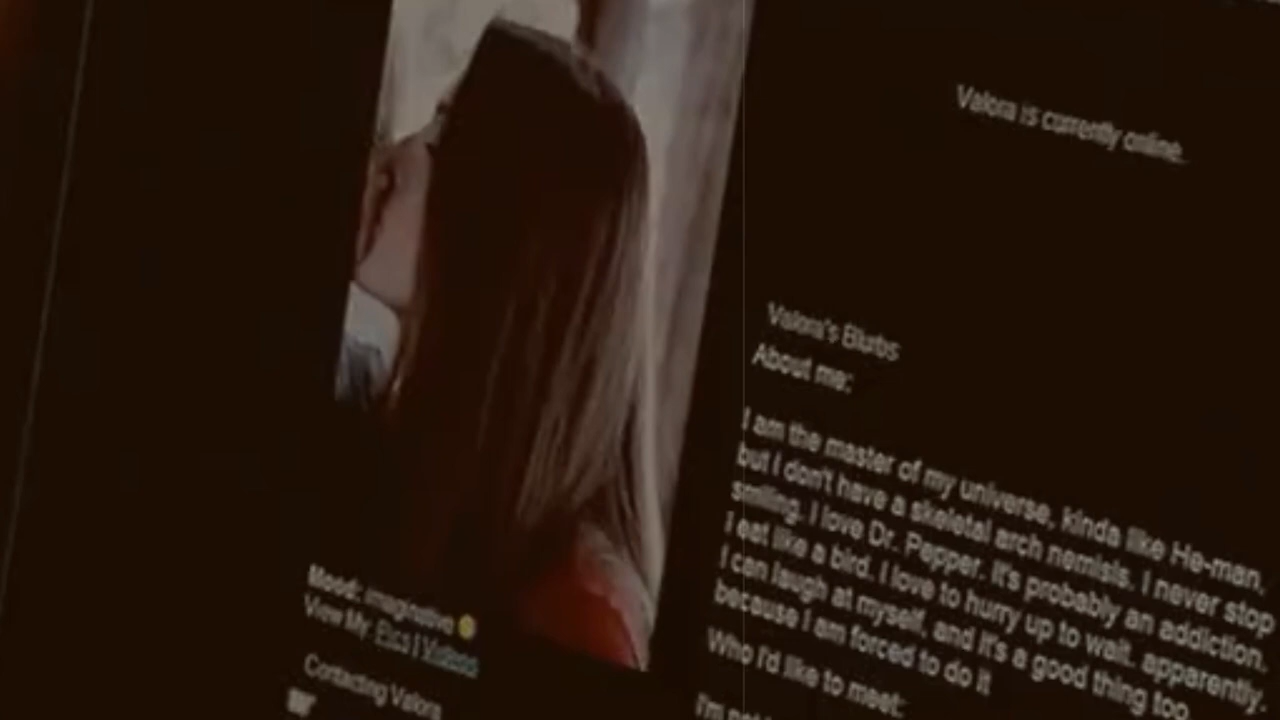 Valora is currently online.
Valora's Blurbs
About me:
I am the master of my universe, kinda like He-man,
but I don't have a skeletal arch nemisis. I never stop
smiling. I love Dr. Pepper. It's probably an addiction.
I eat like a bird. I love to hurry up to wait. apparently.
I can laugh at myself, and it's a good thing too
because I am forced to do it
Who I'd like to meet:
I'm not
Mood: imaginative
View My: Pics | Videos
Contacting Valora